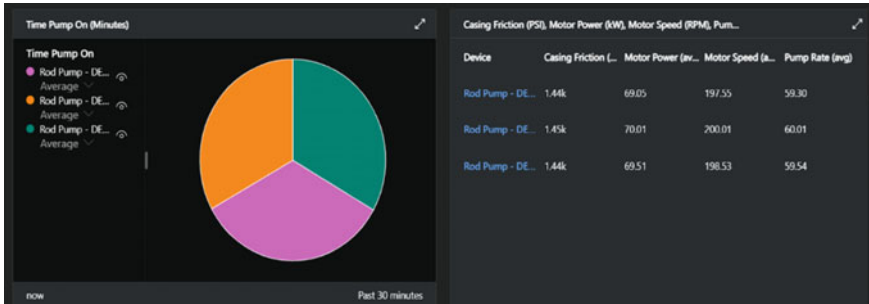 Time Pump On (Minutes)
Time Pump On
Rod Pump - DE...
Average
Rod Pump - DE...
Average
Rod Pump - DE...
Average
now
Past 30 minutes
Casing Friction (PSI), Motor Power (kW), Motor Speed (RPM), Pum...
Device Casing Friction (... Motor Power (av... Motor Speed (a... Pump Rate (avg)
Rod Pump - DE... 1.44k 69.05 197.55 59.30
Rod Pump - DE... 1.45k 70.01 200.01 60.01
Rod Pump - DE... 1.44k 69.51 198.53 59.54